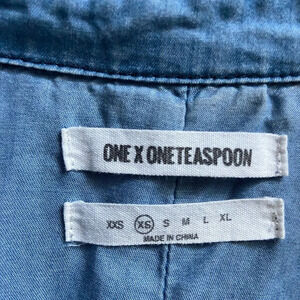 ONE X ONETEASPOON
XXS XS S M L XL
MADE IN CHINA